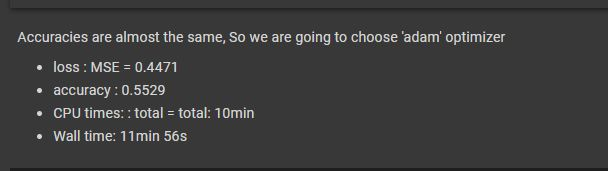 Accuracies are almost the same, So we are going to choose 'adam' optimizer
loss : MSE = 0.4471
accuracy : 0.5529
CPU times: : total = total: 10min
Wall time: 11min 56s